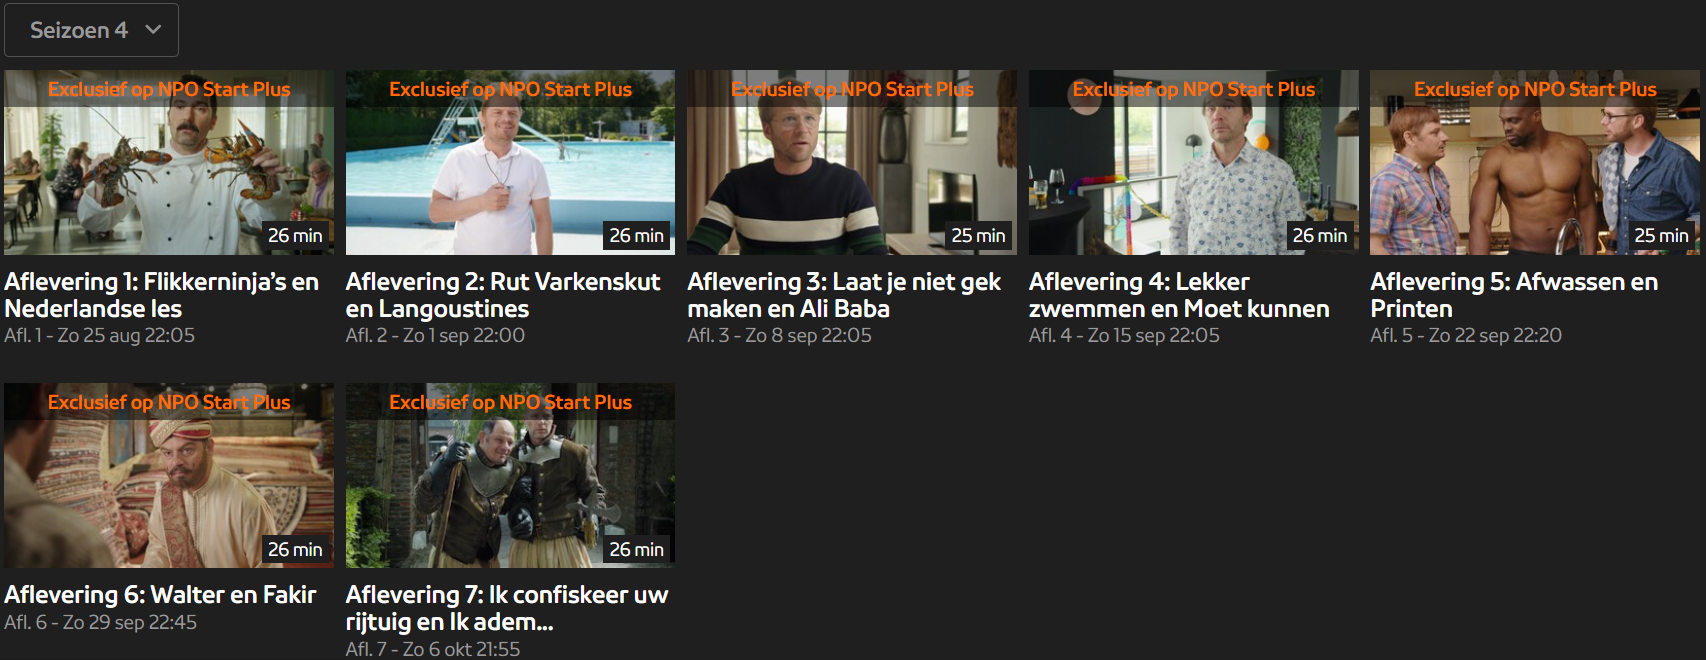 Seizoen 4
Exclusief op NPO Start Plus
26 min
Aflevering 1: Flikkerninja's en
Nederlandse les
Afl. 1 - Zo 25 aug 22:05
Exclusief op NPO Start Plus
26 min
Aflevering 2: Rut Varkenskut
en Langoustines
Afl. 2 - Zo 1 sep 22:00
Exclusief op NPO Start Plus
25 min
Aflevering 3: Laat je niet gek
maken en Ali Baba
Afl. 3 - Zo 8 sep 22:05
Exclusief op NPO Start Plus
26 min
Aflevering 4: Lekker
zwemmen en Moet kunnen
Afl. 4 - Zo 15 sep 22:05
Exclusief op NPO Start Plus
25 min
Aflevering 5: Afwassen en
Printen
Afl. 5 - Zo 22 sep 22:20
Exclusief op NPO Start Plus
26 min
Aflevering 6: Walter en Fakir
Afl. 6 - Zo 29 sep 22:45
Exclusief op NPO Start Plus
26 min
Aflevering 7: Ik confiskeer uw
rijtuig en Ik adem...
Afl. 7 - Zo 6 okt 21:55